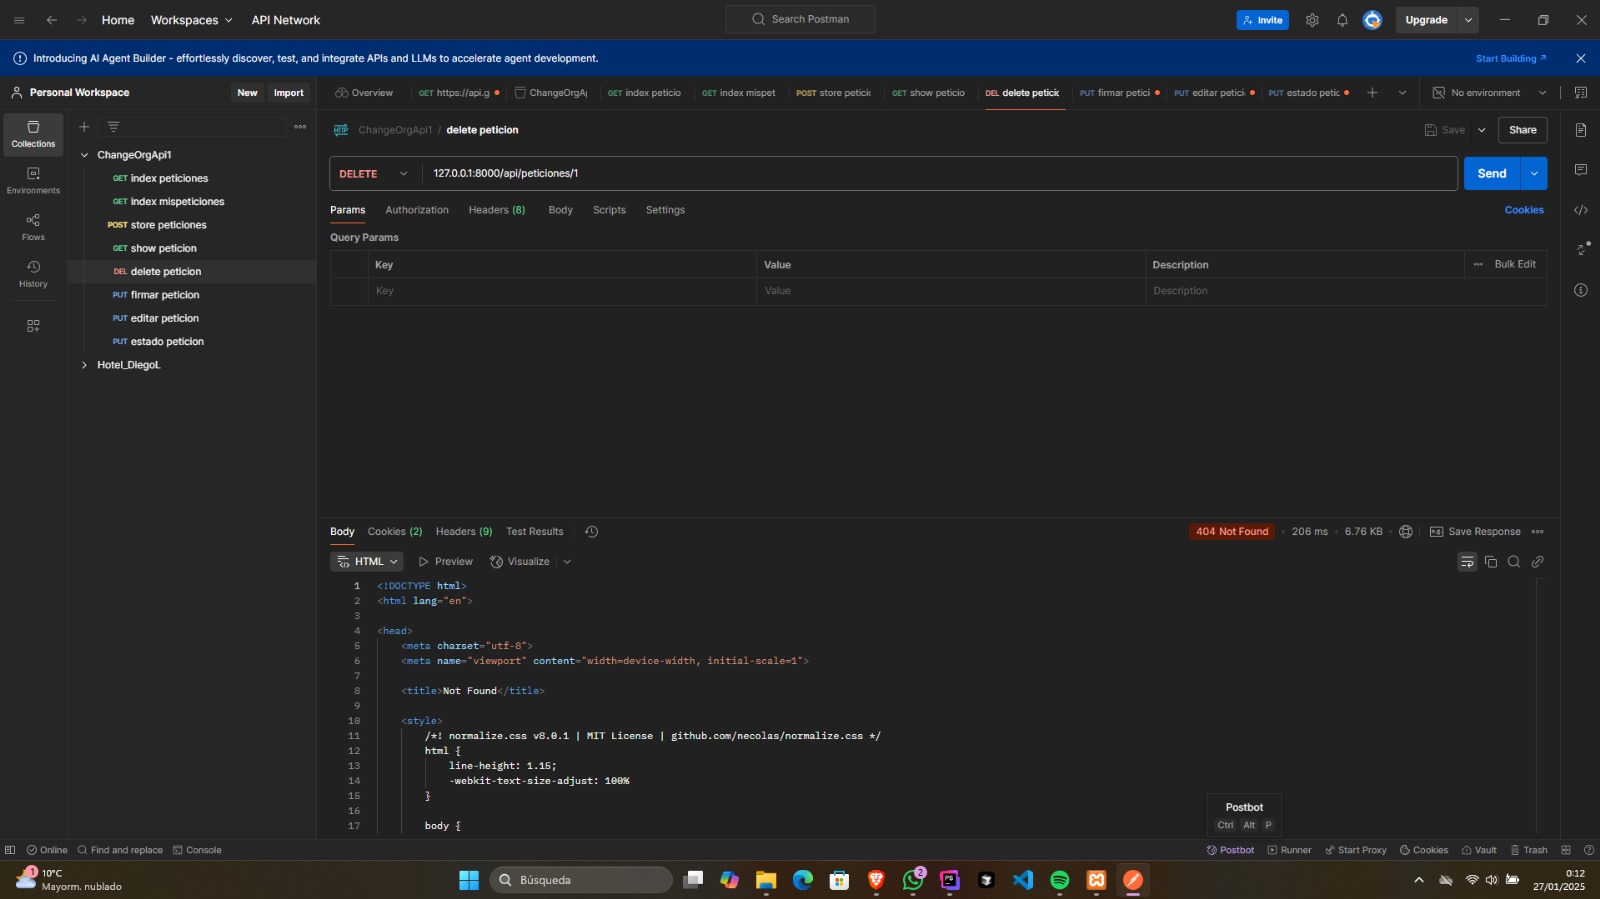 Home
Workspaces
API Network
Search Postman
Invite
Upgrade
Introducing AI Agent Builder - effortlessly discover, test, and integrate APIs and LLMs to accelerate agent development.
Start Building
Personal Workspace
New
Import
Overview
GET https://api.g
ChangeOrgA
GET index peticio
GET index mispet
POST store petici
GET show peticio
DEL delete petic
PUT firmar petici
PUT editar petici
PUT estado petic
No environment
Collections
Environments
Flows
History
ChangeOrgApi1
GET index peticiones
GET index mispeticiones
POST store peticiones
GET show peticion
DEL delete peticion
PUT firmar peticion
PUT editar peticion
PUT estado peticion
Hotel_DiegoL
HTTP
ChangeOrgApi1 / delete peticion
Save
Share
DELETE
127.0.0.1:8000/api/peticiones/1
Send
Params
Authorization
Headers (8)
Body
Scripts
Settings
Cookies
Query Params
Key
Value
Description
Bulk Edit
Key
Value
Description
Body
Cookies (2)
Headers (9)
Test Results
404 Not Found
206 ms
6.76 KB
Save Response
HTML
Preview
Visualize
1 <!DOCTYPE html>
2 <html lang="en">
3
4 <head>
5 <meta charset="utf-8">
6 <meta name="viewport" content="width=device-width, initial-scale=1">
7
8 <title>Not Found</title>
9
10 <style>
11 /*! normalize.css v8.0.1 | MIT License | github.com/necolas/normalize.css */
12 html {
13 line-height: 1.15;
14 -webkit-text-size-adjust: 100%
15 }
16
17 body {
Postbot
Ctrl Alt P
Online
Find and replace
Console
Postbot
Runner
Start Proxy
Cookies
Vault
Trash
1
10°C
Mayorm. nublado
Búsqueda
2
PS
0:12
27/01/2025